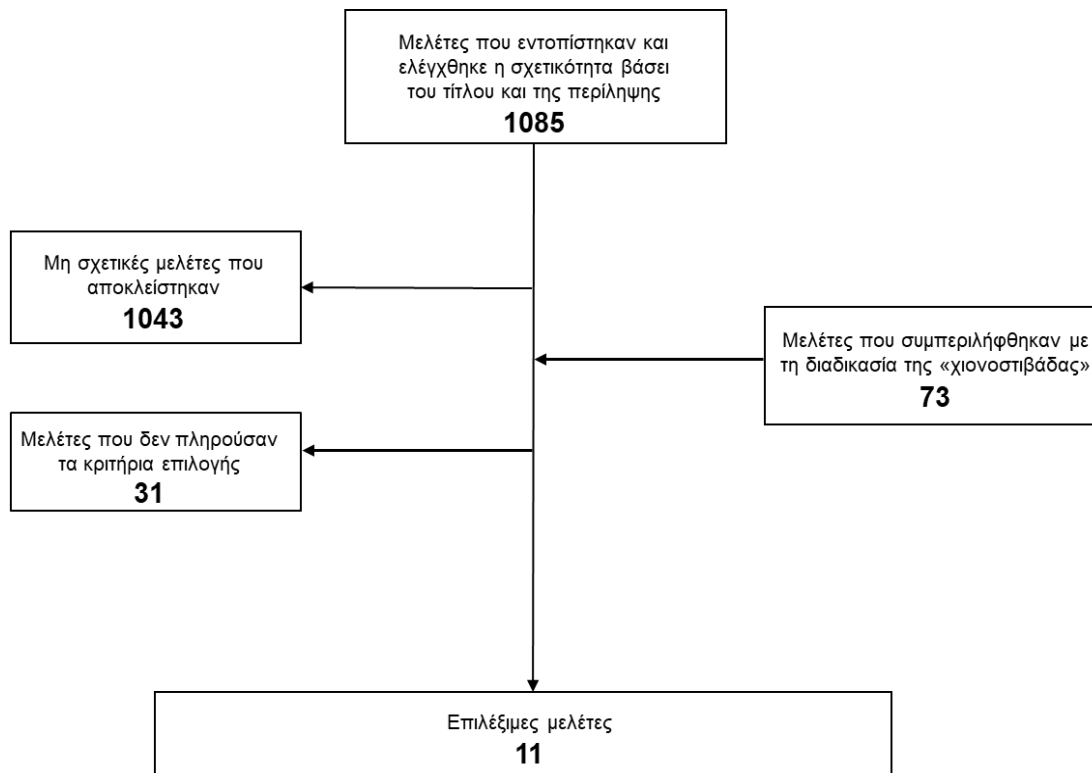 Μελέτες που εντοπίστηκαν και
ελέγχθηκε η σχετικότητα βάσει
του τίτλου και της περίληψης
1085
Μη σχετικές μελέτες που
αποκλείστηκαν
1043
Μελέτες που συμπεριλήφθηκαν με
τη διαδικασία της «χιονοστιβάδας»
73
Μελέτες που δεν πληρούσαν
τα κριτήρια επιλογής
31
Επιλέξιμες μελέτες
11